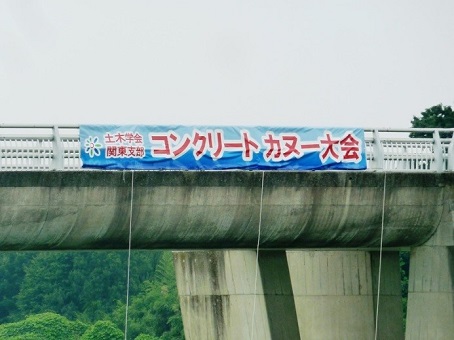 土木学会
関東支部
コンクリートカヌー大会